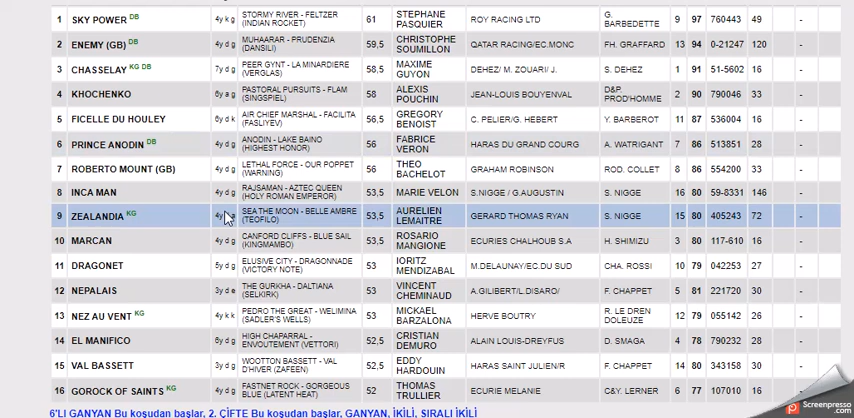 1 SKY POWER DB 4y k g STORMY RIVER - FELTZER (INDIAN ROCKET) 61 STEPHANE PASQUIER ROY RACING LTD G. BARBEDETTE 9 97 760443 49 -
2 ENEMY (GB) DB 4y d g MUHAARAR - PRUDENZIA (DANSILI) 59,5 CHRISTOPHE SOUMILLON QATAR RACING/EC.MONC FH. GRAFFARD 13 94 0-21247 120 -
3 CHASSELAY KG DB 7y d g PEER GYNT - LA MINARDIERE (VERGLAS) 58,5 MAXIME GUYON DEHEZ/ M. ZOUARI/ J. S. DEHEZ 1 91 51-5602 16 -
4 KHOCHENKO 6y a g PASTORAL PURSUITS - FLAM (SINGSPIEL) 58 ALEXIS POUCHIN JEAN-LOUIS BOUYENVAL D&P. PROD'HOMME 2 90 790046 33 -
5 FICELLE DU HOULEY 6y d k AIR CHIEF MARSHAL - FACILITA (FASLIYEV) 56,5 GREGORY BENOIST C. PELIER/G. HEBERT Y. BARBEROT 11 87 536004 16 -
6 PRINCE ANODIN DB 4y d g ANODIN - LAKE BAINO (HIGHEST HONOR) 56 FABRICE VERON HARAS DU GRAND COURG A. WATRIGANT 7 86 513851 28 -
7 ROBERTO MOUNT (GB) 4y d g LETHAL FORCE - OUR POPPET (WARNING) 56 THEO BACHELOT GRAHAM ROBINSON ROD. COLLET 8 86 554200 33 -
8 INCA MAN 4y d g RAJSAMAN - AZTEC QUEEN (HOLY ROMAN EMPEROR) 53,5 MARIE VELON S.NIGGE / G.AUGUSTIN S. NIGGE 16 80 59-8331 146 -
9 ZEALANDIA KG 4y SEA THE MOON - BELLE AMBRE (TEOFILO) 53,5 AURELIEN LEMAITRE GERARD THOMAS RYAN S. NIGGE 15 80 405243 72 -
10 MARCAN 4y d g CANFORD CLIFFS - BLUE SAIL (KINGMAMBO) 53,5 ROSARIO MANGIONE ECURIES CHALHOUB S.A H. SHIMIZU 3 80 117-610 16 -
11 DRAGONET 5y d g ELUSIVE CITY - DRAGONNADE (VICTORY NOTE) 53 IORITZ MENDIZABAL M.DELAUNAY/EC.DU SUD CHA. ROSSI 10 79 042253 27 -
12 NEPALAIS 3y d e THE GURKHA - DALTIANA (SELKIRK) 53 VINCENT CHEMINAUD A.GILIBERT/L.DISARO/ F. CHAPPET 5 81 221720 30 -
13 NEZ AU VENT KG 4y k k PEDRO THE GREAT - WELIMINA (SADLER'S WELLS) 53 MICKAEL BARZALONA HERVE BOUTRY R. LE DREN DOLEUZE 12 79 055142 26 -
14 EL MANIFICO 6y d g HIGH CHAPARRAL - ENVOUTEMENT (VETTORI) 52,5 CRISTIAN DEMURO ALAIN LOUIS-DREYFUS D. SMAGA 4 78 790232 28 -
15 VAL BASSETT 3y d g WOOTTON BASSETT - VAL D'HIVER (ZAFEEN) 52,5 EDDY HARDOUIN HARAS SAINT JULIEN/R F. CHAPPET 14 80 343158 30 -
16 GOROCK OF SAINTS KG 4y d g FASTNET ROCK - GORGEOUS BLUE (LATENT HEAT) 52 THOMAS TRULLIER ECURIE MELANIE C&Y. LERNER 6 77 107010 16 -
6'LI GANYAN Bu koşudan başlar, 2. ÇİFTE Bu koşudan başlar, GANYAN, İKİLİ, SIRALI İKİLİ
Screenpresso.com